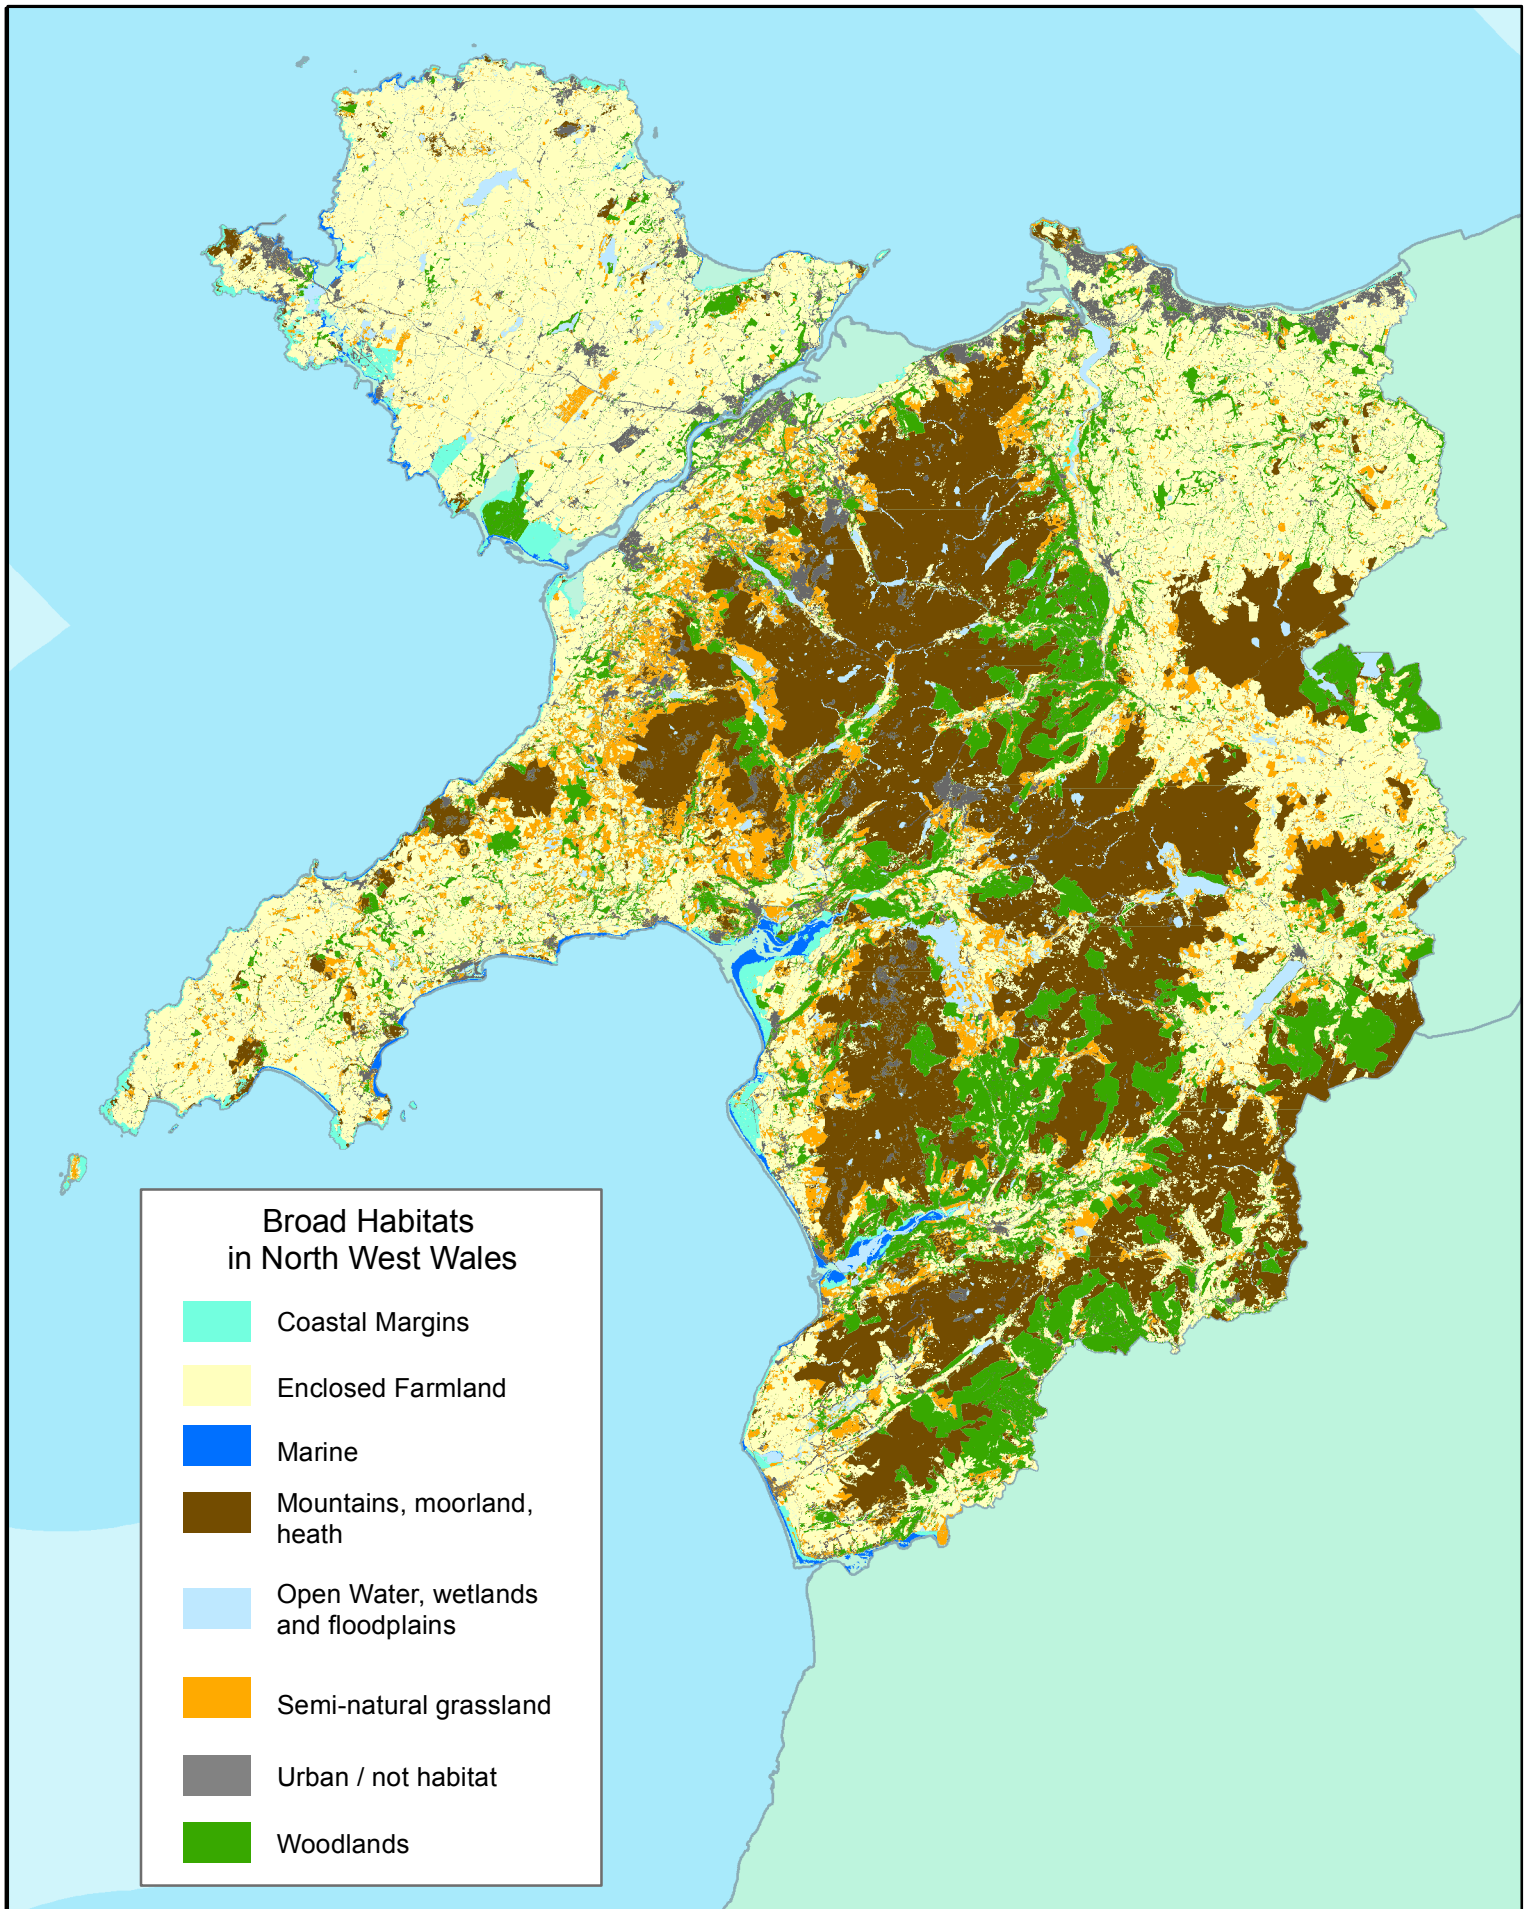 Broad Habitats
in North West Wales
Coastal Margins
Enclosed Farmland
Marine
Mountains, moorland,
heath
Open Water, wetlands
and floodplains
Semi-natural grassland
Urban / not habitat
Woodlands